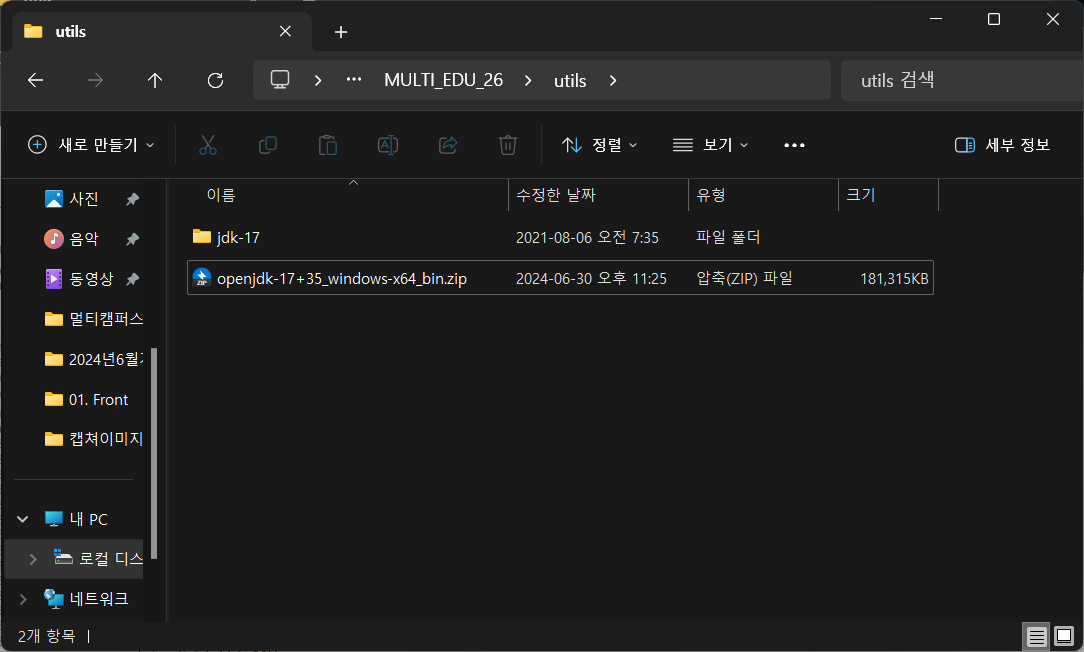 utils
MULTI_EDU_26 utils utils 검색
새로 만들기 정렬 보기 세부 정보
이름 수정한 날짜 유형 크기
사진
음악
동영상
멀티캠퍼스
2024년6월
01. Front
캡쳐이미지
jdk-17 2021-08-06 오전 7:35 파일 폴더
openjdk-17+35_windows-x64_bin.zip 2024-06-30 오후 11:25 압축(ZIP) 파일 181,315KB
내 PC
로컬 디스
네트워크
2개 항목